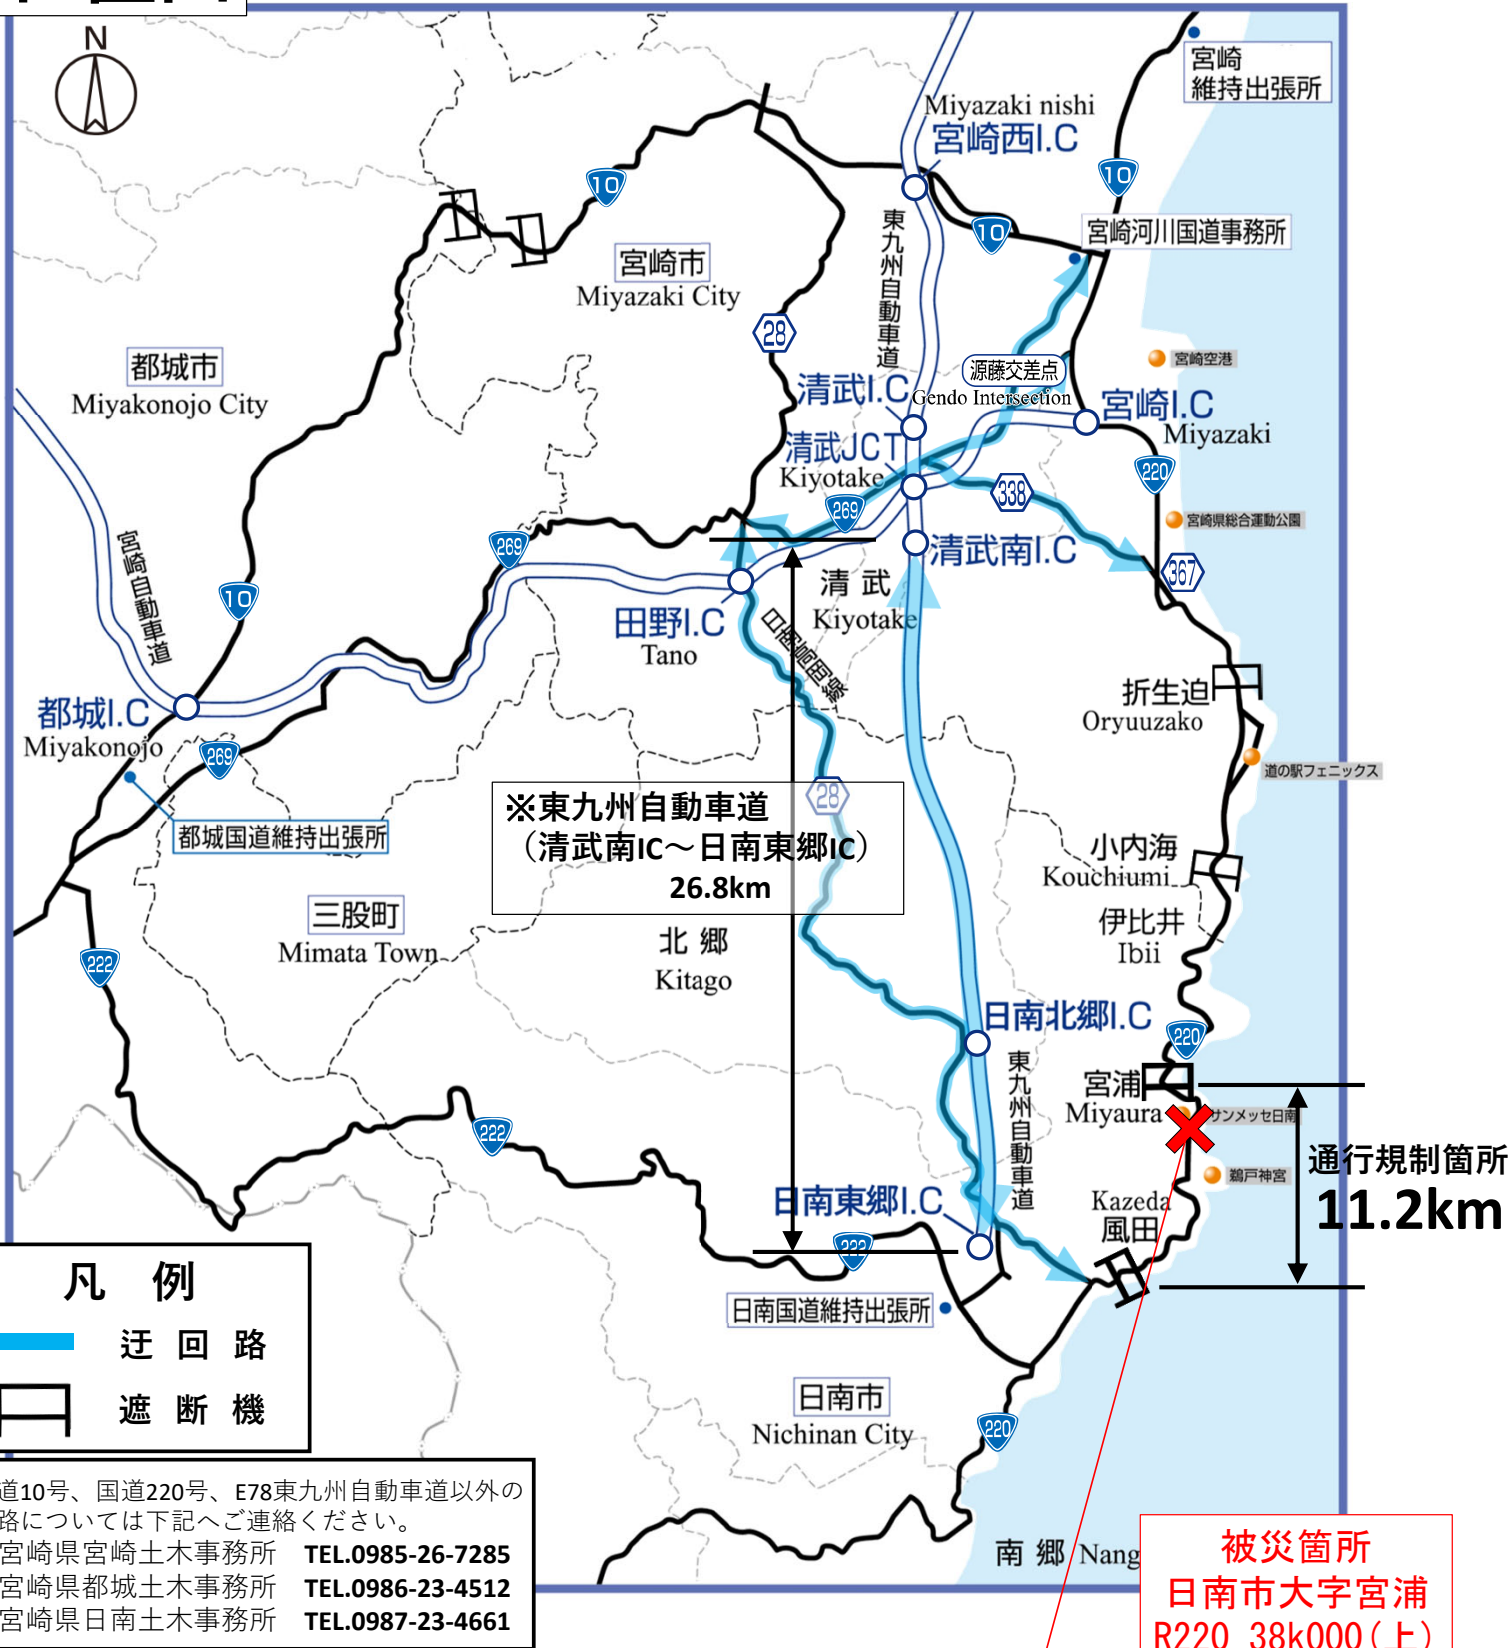 N
宮崎
維持出張所
Miyazaki nishi
宮崎西I.C
10
10
10
宮崎河川国道事務所
東九州自動車道
宮崎市
Miyazaki City
28
宮崎空港
都城市
Miyakonojo City
源藤交差点
Gendo Intersection
清武I.C
宮崎I.C
Miyazaki
清武JCT
Kiyotake
220
338
269
宮崎県総合運動公園
269
清武南I.C
367
宮崎自動車道
10
清武
Kiyotake
田野I.C
Tano
日南高岡線
折生迫
Oryuuzako
都城I.C
Miyakonojo
269
道の駅フェニックス
28
※東九州自動車道
(清武南IC～日南東郷IC)
26.8km
都城国道維持出張所
小内海
Kouchiumi
三股町
Mimata Town
伊比井
Ibii
北郷
Kitago
222
日南北郷I.C
220
東九州自動車道
宮浦
Miyaura
サンメッセ日南
222
通行規制箇所
11.2km
鵜戸神宮
Kazeda
風田
日南東郷I.C
222
凡 例
迂 回 路
遮 断 機
日南国道維持出張所
日南市
Nichinan City
220
道10号、国道220号、E78東九州自動車道以外の
路については下記へご連絡ください。
宮崎県宮崎土木事務所 TEL.0985-26-7285
宮崎県都城土木事務所 TEL.0986-23-4512
宮崎県日南土木事務所 TEL.0987-23-4661
南郷 Nang
被災箇所
日南市大字宮浦
R220 38k000(上)